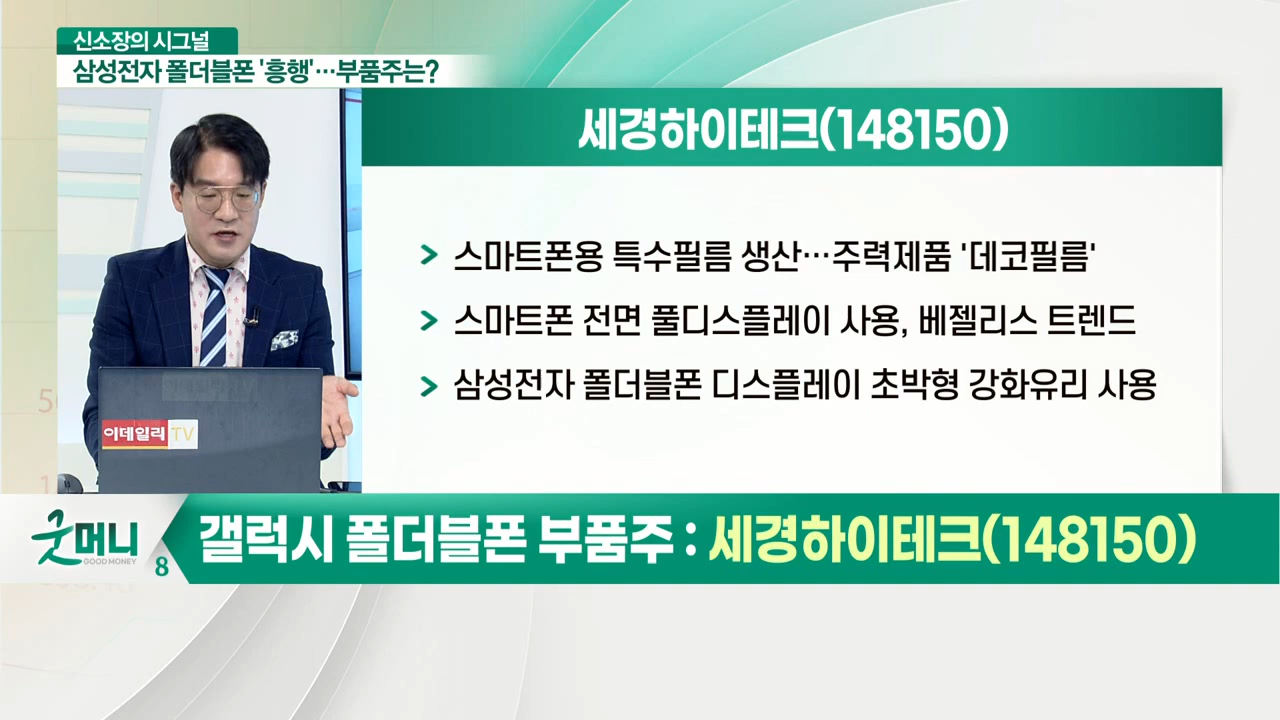 신소장의 시그널
삼성전자 폴더블폰 '흥행'…부품주는?
세경하이테크(148150)
> 스마트폰용 특수필름 생산…주력제품 '데코필름'
> 스마트폰 전면 풀디스플레이 사용, 베젤리스 트렌드
> 삼성전자 폴더블폰 디스플레이 초박형 강화유리 사용
이데일리 TV
굿머니
GOOD MONEY
8
갤럭시 폴더블폰 부품주 : 세경하이테크(148150)